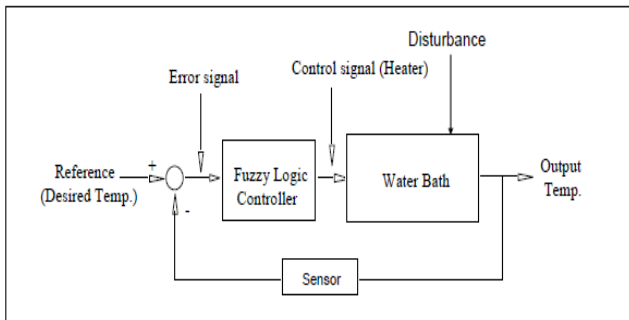 Disturbance
Control signal (Heater)
Error signal
+
Reference
(Desired Temp.)
-
Fuzzy Logic
Controller
Water Bath
Output
Temp.
Sensor